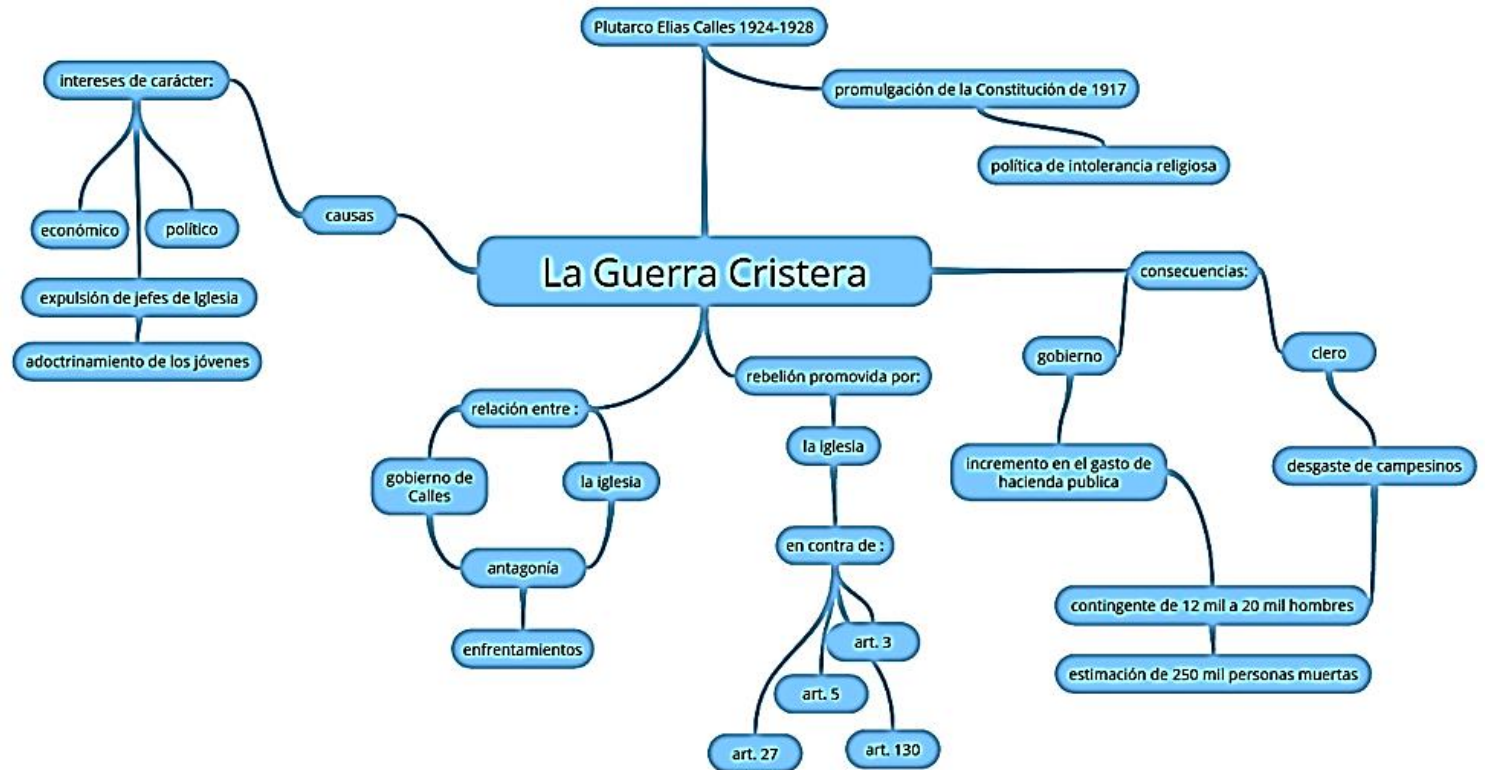 Plutarco Elias Calles 1924-1928
promulgación de la Constitución de 1917
política de intolerancia religiosa
intereses de carácter:
económico
político
expulsión de jefes de Iglesia
adoctrinamiento de los jóvenes
causas
La Guerra Cristera
relación entre :
gobierno de
Calles
la iglesia
antagonía
enfrentamientos
rebelión promovida por:
la iglesia
en contra de :
art. 3
art. 5
art. 27
art. 130
consecuencias:
gobierno
clero
incremento en el gasto de
hacienda publica
desgaste de campesinos
contingente de 12 mil a 20 mil hombres
estimación de 250 mil personas muertas